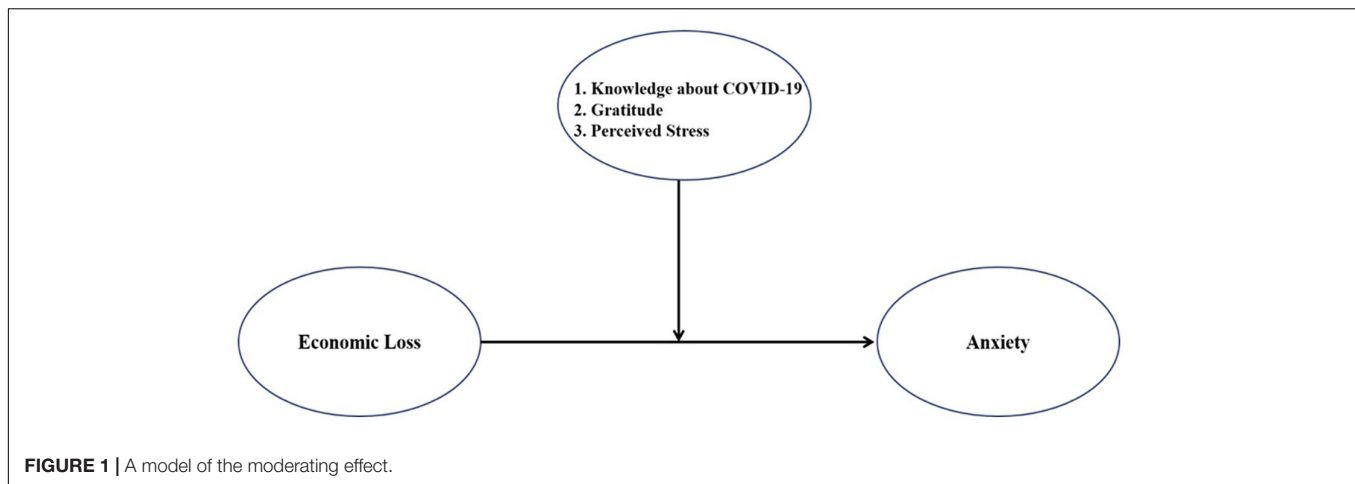 1. Knowledge about COVID-19
2. Gratitude
3. Perceived Stress
Economic Loss
Anxiety
FIGURE 1 | A model of the moderating effect.